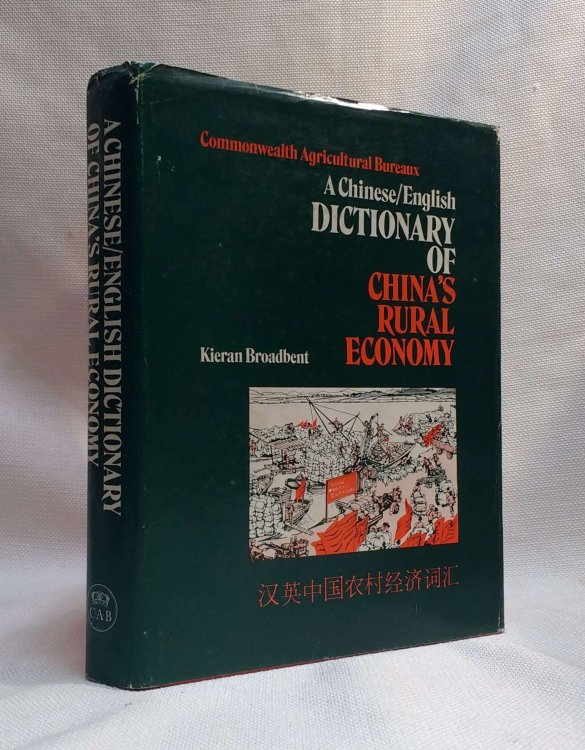 Commonwealth Agricultural Bureaux
A Chinese/English
DICTIONARY
OF
CHINA'S
RURAL
ECONOMY
Kieran Broadbent
汉英中国农村经济词汇
A CHINESE/ENGLISH DICTIONARY
OF CHINA'S RURAL ECONOMY
CAB